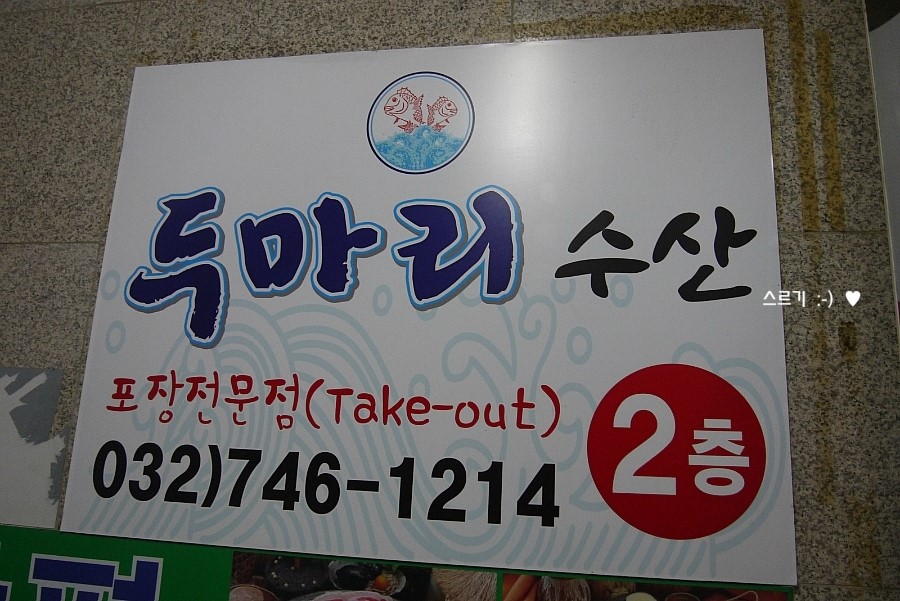 두마리 수산
스르기 :-) ♥
포장전문점(Take-out)
2층
032)746-1214